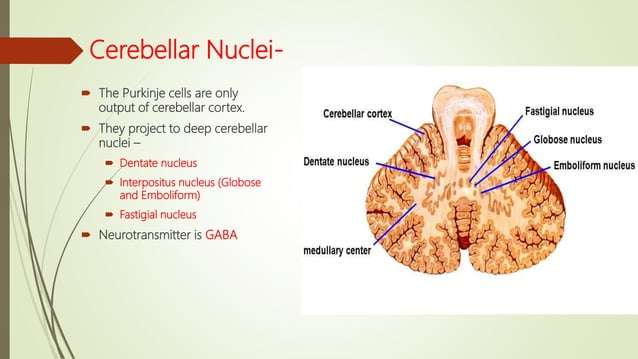 Cerebellar Nuclei-
The Purkinje cells are only
output of cerebellar cortex.
They project to deep cerebellar
nuclei –
Dentate nucleus
Interpositus nucleus (Globose
and Emboliform)
Fastigial nucleus
Neurotransmitter is GABA
Cerebellar cortex
Fastigial nucleus
Globose nucleus
Dentate nucleus
Emboliform nucleus
medullary center